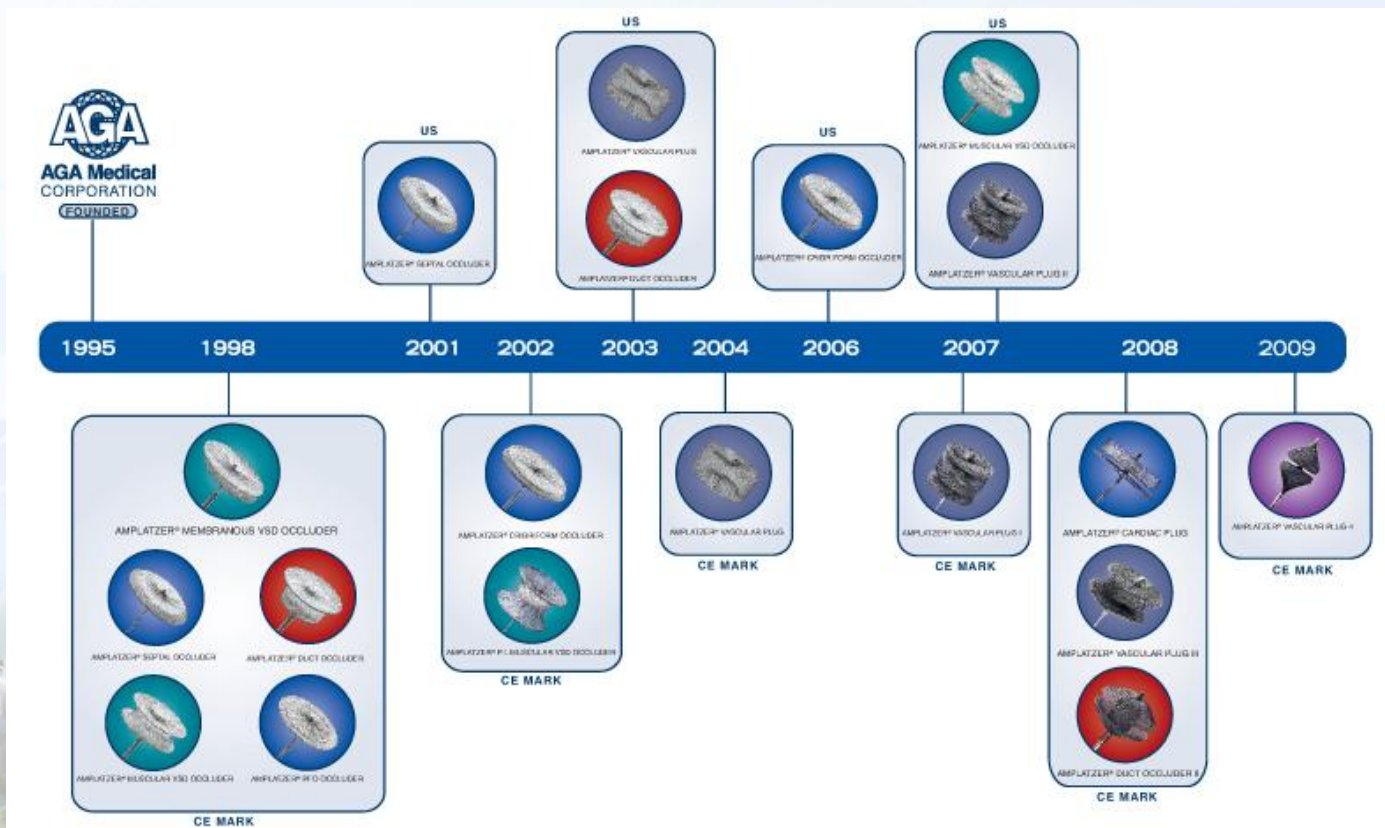 AGA
AGA Medical
CORPORATION
FOUNDED
US
AMPLATZER® SEPTAL OCCLUDER
US
AMPLATZER® VASCULAR PLUG
AMPLATZER® DUCT OCCLUDER
US
AMPLATZER® CRIBRIFORM OCCLUDER
US
AMPLATZER® MUSCULAR VSD OCCLUDER
AMPLATZER® VASCULAR PLUG II
1995 1998 2001 2002 2003 2004 2006 2007 2008 2009
AMPLATZER® MEMBRANOUS VSD OCCLUDER
AMPLATZER® SEPTAL OCCLUDER
AMPLATZER® DUCT OCCLUDER
AMPLATZER® MUSCULAR VSD OCCLUDER
AMPLATZER® PFO OCCLUDER
CE MARK
AMPLATZER® CRIBRIFORM OCCLUDER
AMPLATZER® P.I. MUSCULAR VSD OCCLUDER
CE MARK
AMPLATZER® VASCULAR PLUG
CE MARK
AMPLATZER® VASCULAR
CE MARK
AMPLATZER® CARDIAC PLUG
AMPLATZER® VASCULAR PLUG III
AMPLATZER® DUCT OCCLUDER II
CE MARK
AMPLATZER® VASCULAR
CE MARK